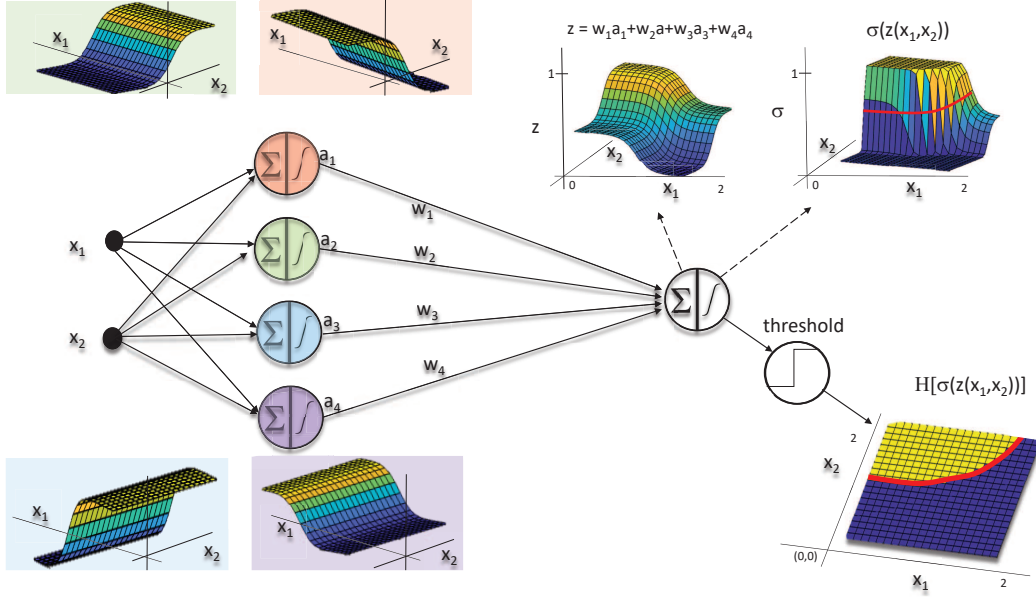 x₁
x₂
x₁
x₂
z = w₁a₁+w₂a+w₃a₃+w₄a₄
1
z
x₂
0
x₁
2
σ(z(x₁,x₂))
1
σ
x₂
0
x₁
2
Σ ∫ a₁
Σ ∫ a₂
Σ ∫ a₃
Σ ∫ a₄
x₁
x₂
w₁
w₂
w₃
w₄
Σ ∫
threshold
H[σ(z(x₁,x₂))]
2
x₂
(0,0)
x₁
2
x₁
x₂
x₁
x₂